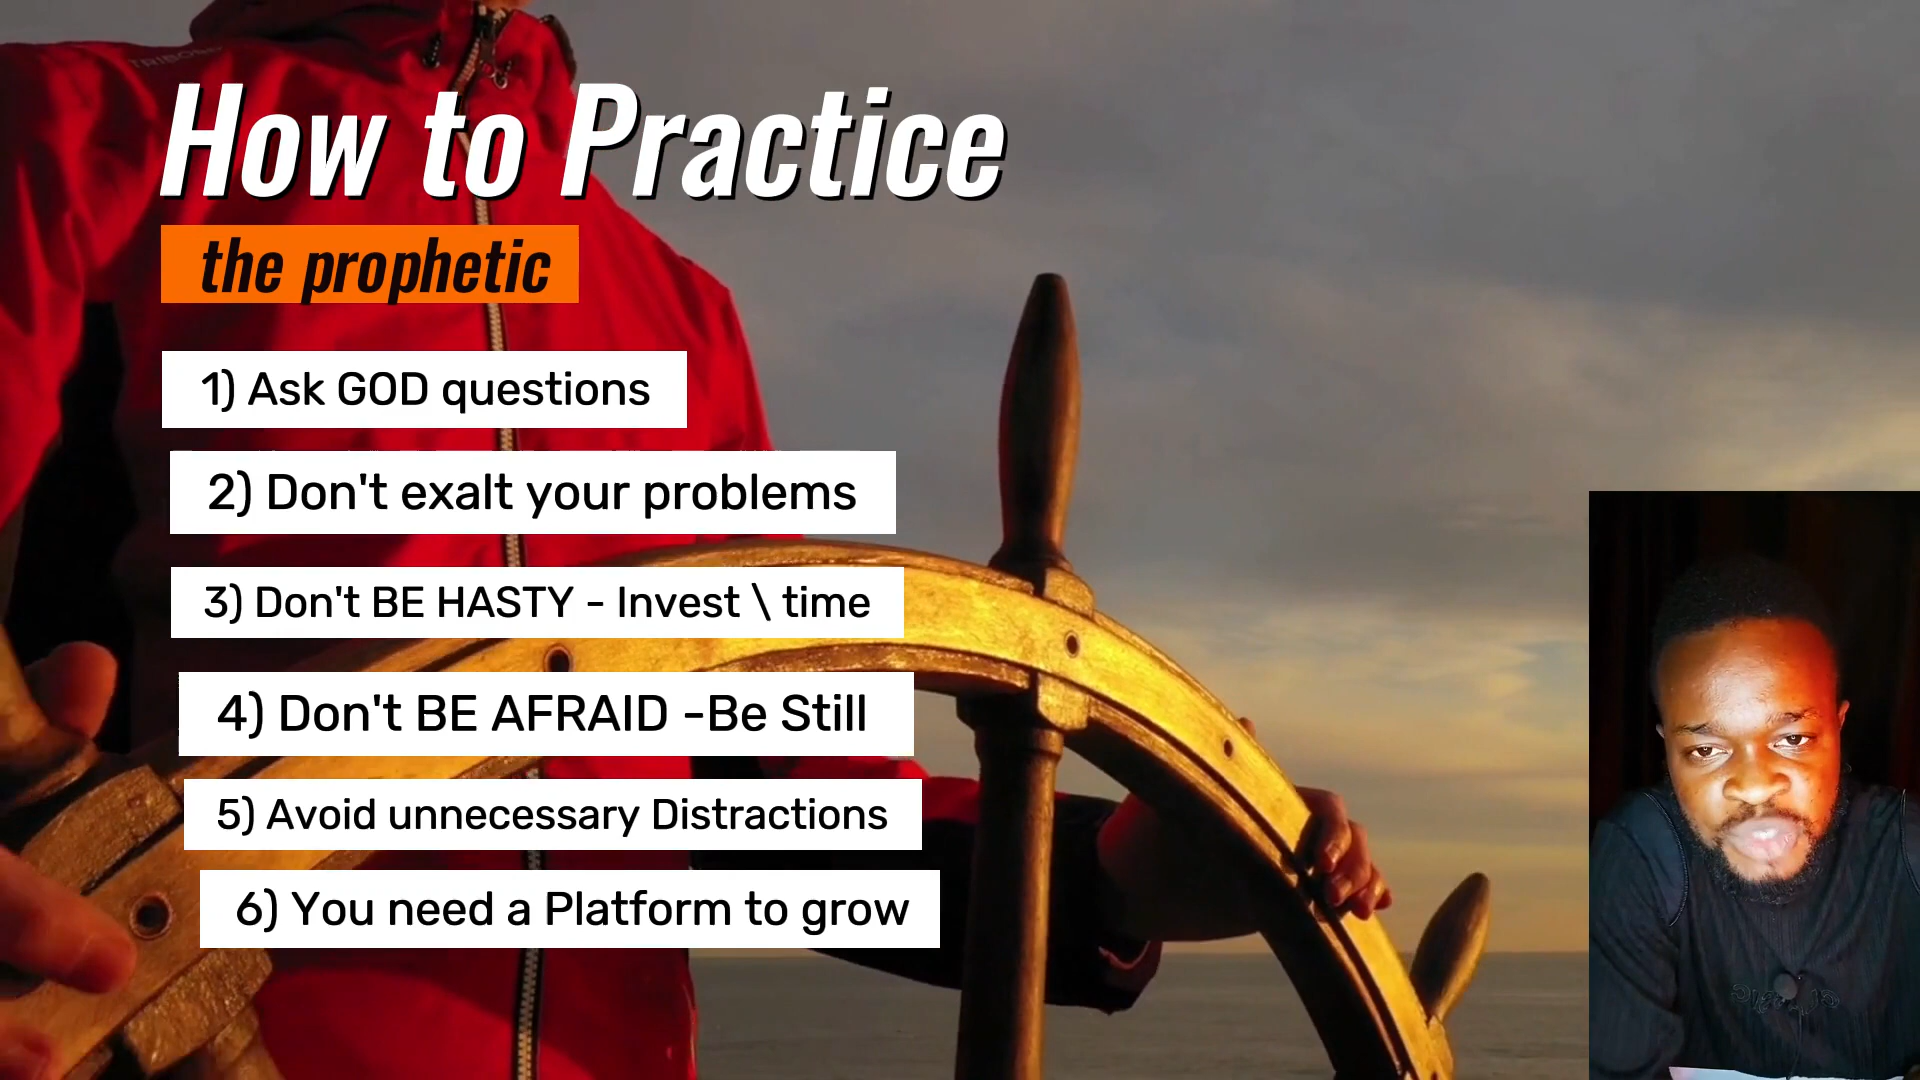 How to Practice
the prophetic
1) Ask GOD questions
2) Don't exalt your problems
3) Don't BE HASTY - Invest \ time
4) Don't BE AFRAID -Be Still
5) Avoid unnecessary Distractions
6) You need a Platform to grow